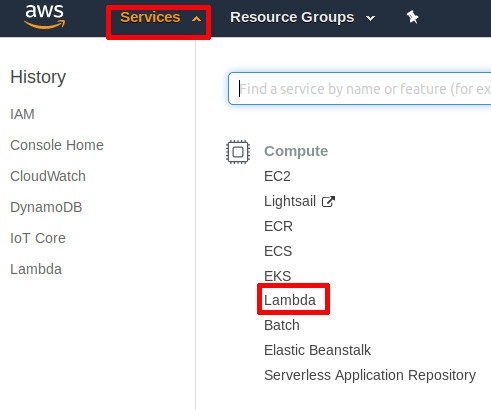 aws
Services
Resource Groups
History
IAM
Console Home
CloudWatch
DynamoDB
IoT Core
Lambda
Find a service by name or feature (for ex
Compute
EC2
Lightsail
ECR
ECS
EKS
Lambda
Batch
Elastic Beanstalk
Serverless Application Repository